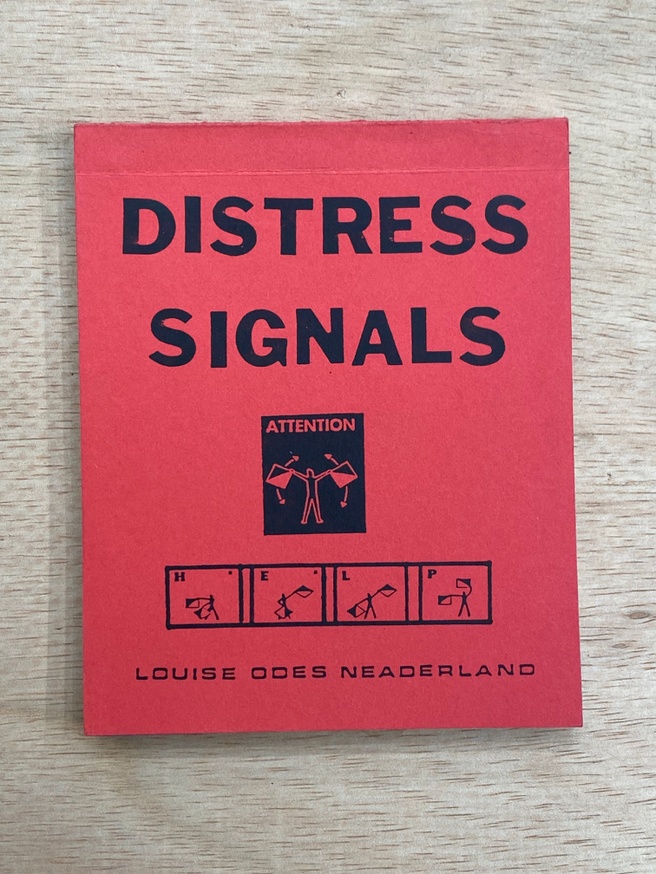 DISTRESS
SIGNALS
ATTENTION
H E L P
LOUISE ODES NEADERLAND